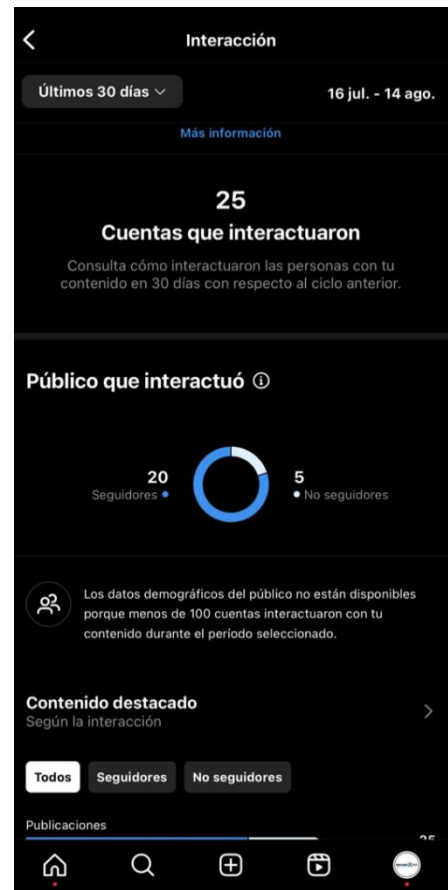 Interacción
Últimos 30 días
16 jul. - 14 ago.
Más información
25
Cuentas que interactuaron
Consulta cómo interactuaron las personas con tu
contenido en 30 días con respecto al ciclo anterior.
Público que interactuó
20
Seguidores
5
No seguidores
Los datos demográficos del público no están disponibles
porque menos de 100 cuentas interactuaron con tu
contenido durante el período seleccionado.
Contenido destacado
Según la interacción
Todos
Seguidores
No seguidores
Publicaciones
25